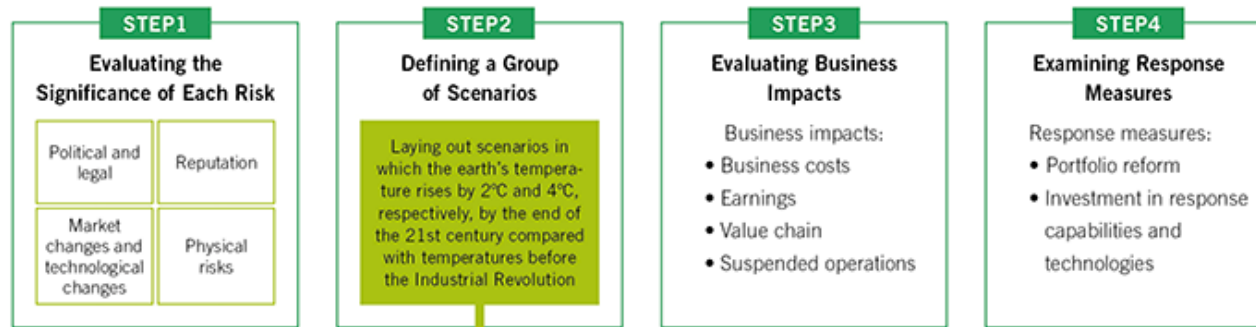 STEP1
Evaluating the
Significance of Each Risk
Political and
legal
Reputation
Market
changes and
technological
changes
Physical
risks
STEP2
Defining a Group
of Scenarios
Laying out scenarios in
which the earth's tempera-
ture rises by 2°C and 4°C,
respectively, by the end of
the 21st century compared
with temperatures before
the Industrial Revolution
STEP3
Evaluating Business
Impacts
Business impacts:
• Business costs
• Earnings
• Value chain
• Suspended operations
STEP4
Examining Response
Measures
Response measures:
• Portfolio reform
• Investment in response
capabilities and
technologies